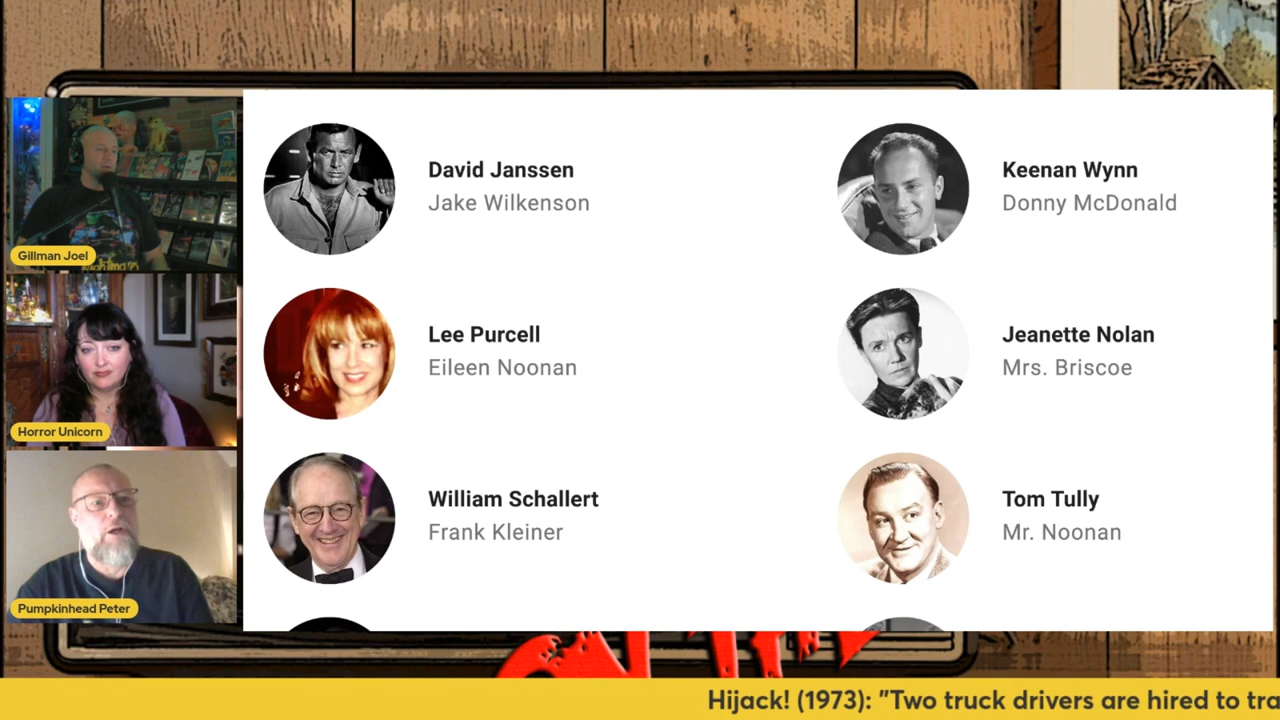 David Janssen
Jake Wilkenson
Keenan Wynn
Donny McDonald
Gillman Joel
Lee Purcell
Eileen Noonan
Jeanette Nolan
Mrs. Briscoe
Horror Unicorn
William Schallert
Frank Kleiner
Tom Tully
Mr. Noonan
Pumpkinhead Peter
Hijack! (1973): "Two truck drivers are hired to tra